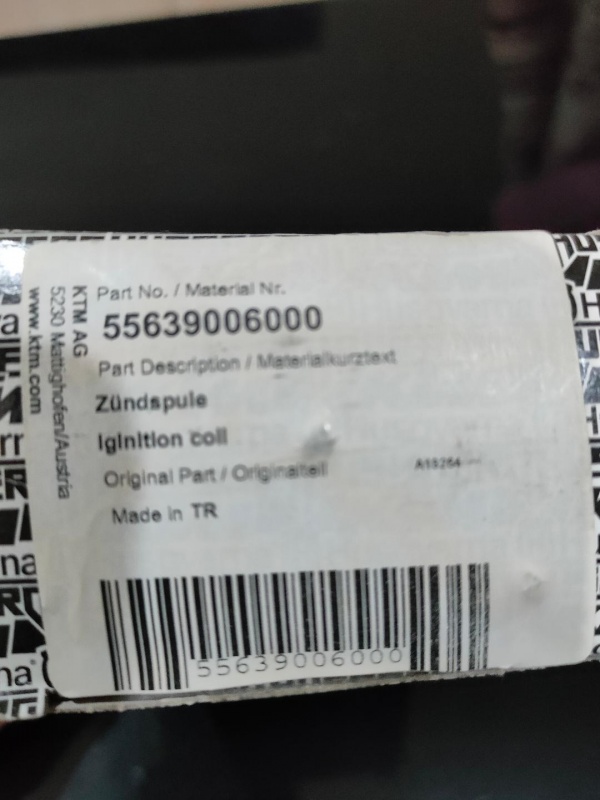 KTM AG
5230 Mattighofen/Austria
www.ktm.com
Part No. / Material Nr.
55639006000
Part Description / Materialkurztext
Zündspule
Iginition coil
Original Part / Originalteil
Made in TR
55639006000